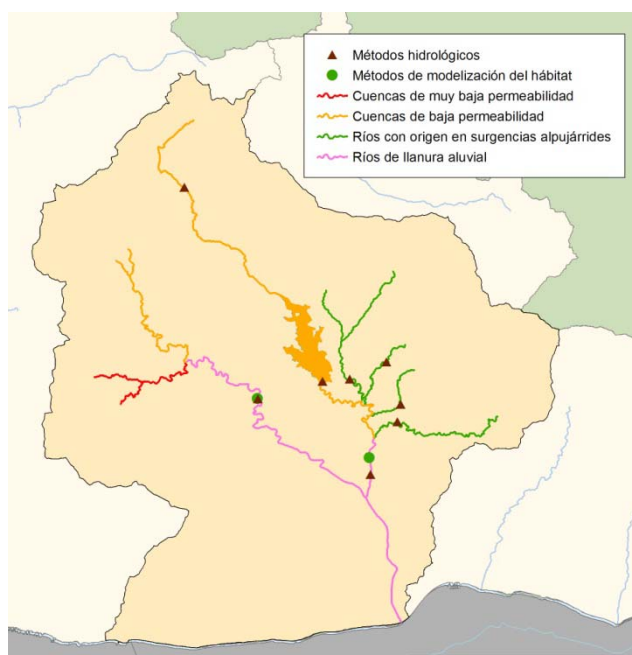 Métodos hidrológicos
Métodos de modelización del hábitat
Cuencas de muy baja permeabilidad
Cuencas de baja permeabilidad
Ríos con origen en surgencias alpujárrides
Ríos de llanura aluvial